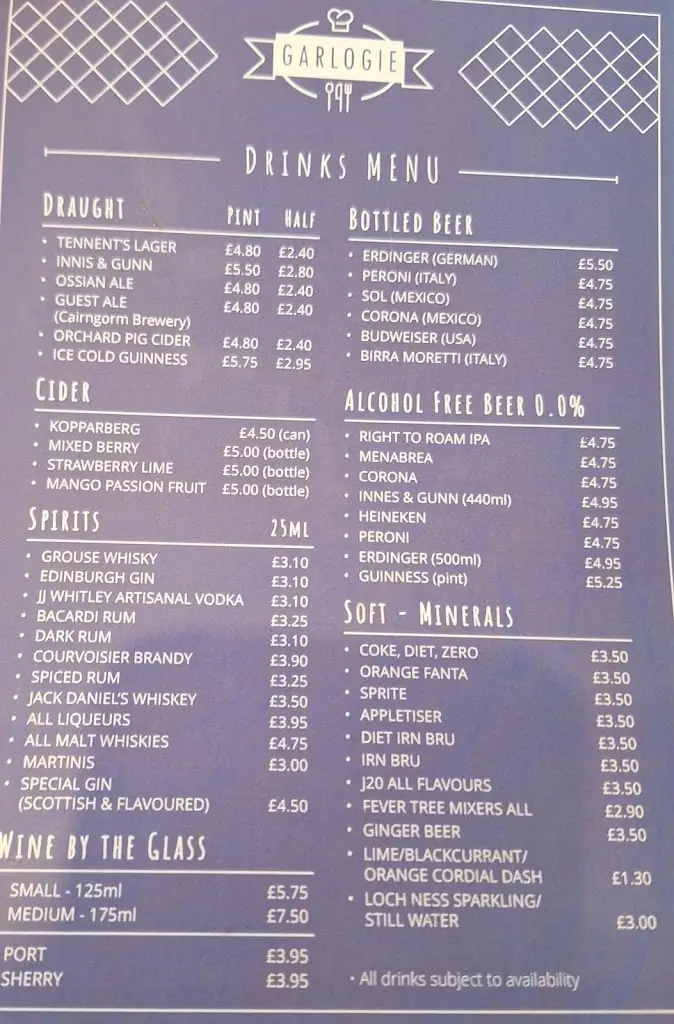 GARLOGIE
DRINKS MENU
DRAUGHT PINT HALF
• TENNENT'S LAGER £4.80 £2.40
• INNIS & GUNN £5.50 £2.80
• OSSIAN ALE £4.80 £2.40
• GUEST ALE £4.80 £2.40
(Cairngorm Brewery)
• ORCHARD PIG CIDER £4.80 £2.40
• ICE COLD GUINNESS £5.75 £2.95
CIDER
• KOPPARBERG £4.50 (can)
• MIXED BERRY £5.00 (bottle)
• STRAWBERRY LIME £5.00 (bottle)
• MANGO PASSION FRUIT £5.00 (bottle)
SPIRITS 25ML
• GROUSE WHISKY £3.10
• EDINBURGH GIN £3.10
• JJ WHITLEY ARTISANAL VODKA £3.10
• BACARDI RUM £3.25
• DARK RUM £3.10
• COURVOISIER BRANDY £3.90
• SPICED RUM £3.25
• JACK DANIEL'S WHISKEY £3.50
• ALL LIQUEURS £3.95
• ALL MALT WHISKIES £4.75
• MARTINIS £3.00
• SPECIAL GIN
(SCOTTISH & FLAVOURED) £4.50
WINE BY THE GLASS
SMALL - 125ml £5.75
MEDIUM - 175ml £7.50
PORT £3.95
SHERRY £3.95
BOTTLED BEER
• ERDINGER (GERMAN) £5.50
• PERONI (ITALY) £4.75
• SOL (MEXICO) £4.75
• CORONA (MEXICO) £4.75
• BUDWEISER (USA) £4.75
• BIRRA MORETTI (ITALY) £4.75
ALCOHOL FREE BEER 0.0%
• RIGHT TO ROAM IPA £4.75
• MENABREA £4.75
• CORONA £4.75
• INNES & GUNN (440ml) £4.95
• HEINEKEN £4.75
• PERONI £4.75
• ERDINGER (500ml) £4.95
• GUINNESS (pint) £5.25
SOFT - MINERALS
• COKE, DIET, ZERO £3.50
• ORANGE FANTA £3.50
• SPRITE £3.50
• APPLETISER £3.50
• DIET IRN BRU £3.50
• IRN BRU £3.50
• J20 ALL FLAVOURS £3.50
• FEVER TREE MIXERS ALL £2.90
• GINGER BEER £3.50
• LIME/BLACKCURRANT/
ORANGE CORDIAL DASH £1.30
• LOCH NESS SPARKLING/
STILL WATER £3.00
• All drinks subject to availability